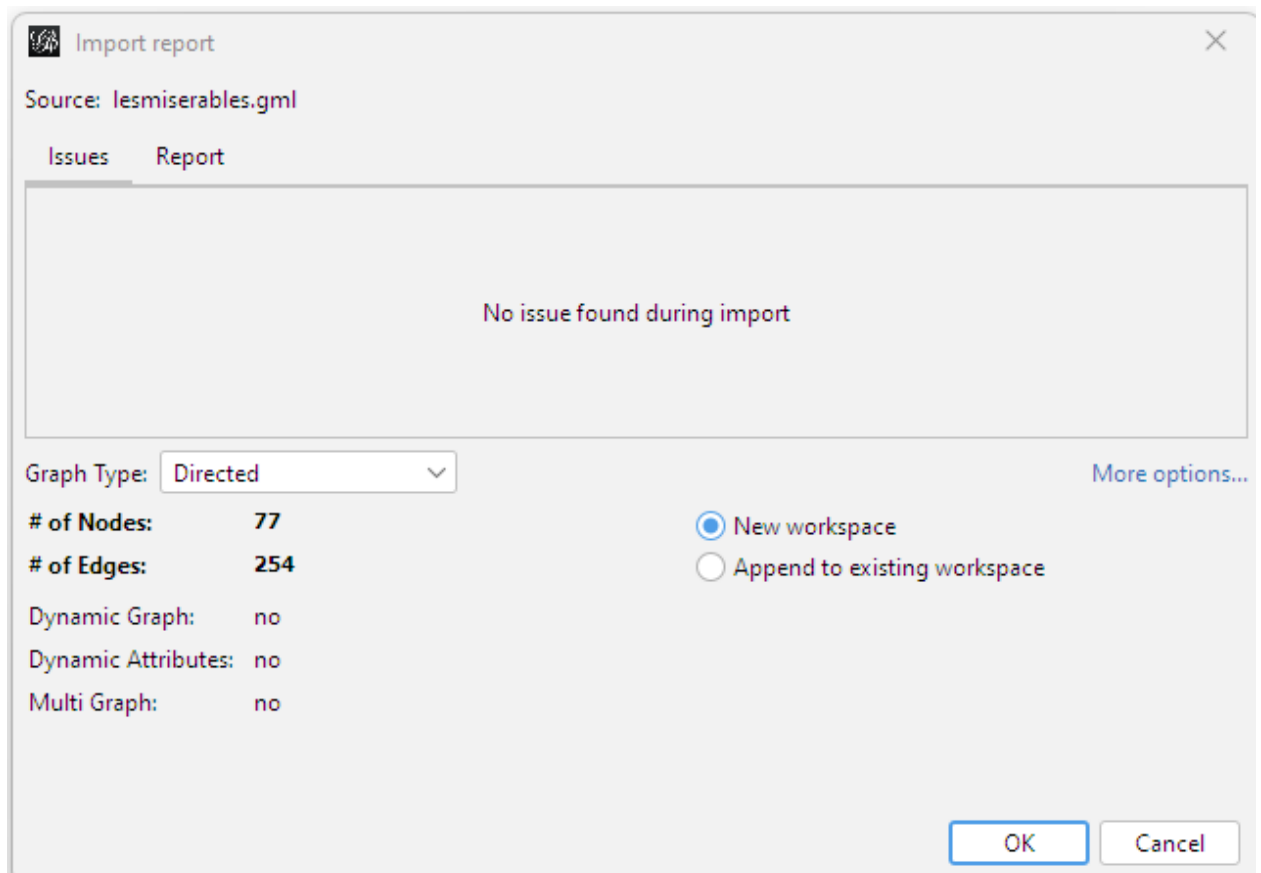 Import report
Source: lesmiserables.gml
Issues Report
No issue found during import
Graph Type: Directed More options...
# of Nodes: 77 New workspace
# of Edges: 254 Append to existing workspace
Dynamic Graph: no
Dynamic Attributes: no
Multi Graph: no
OK Cancel